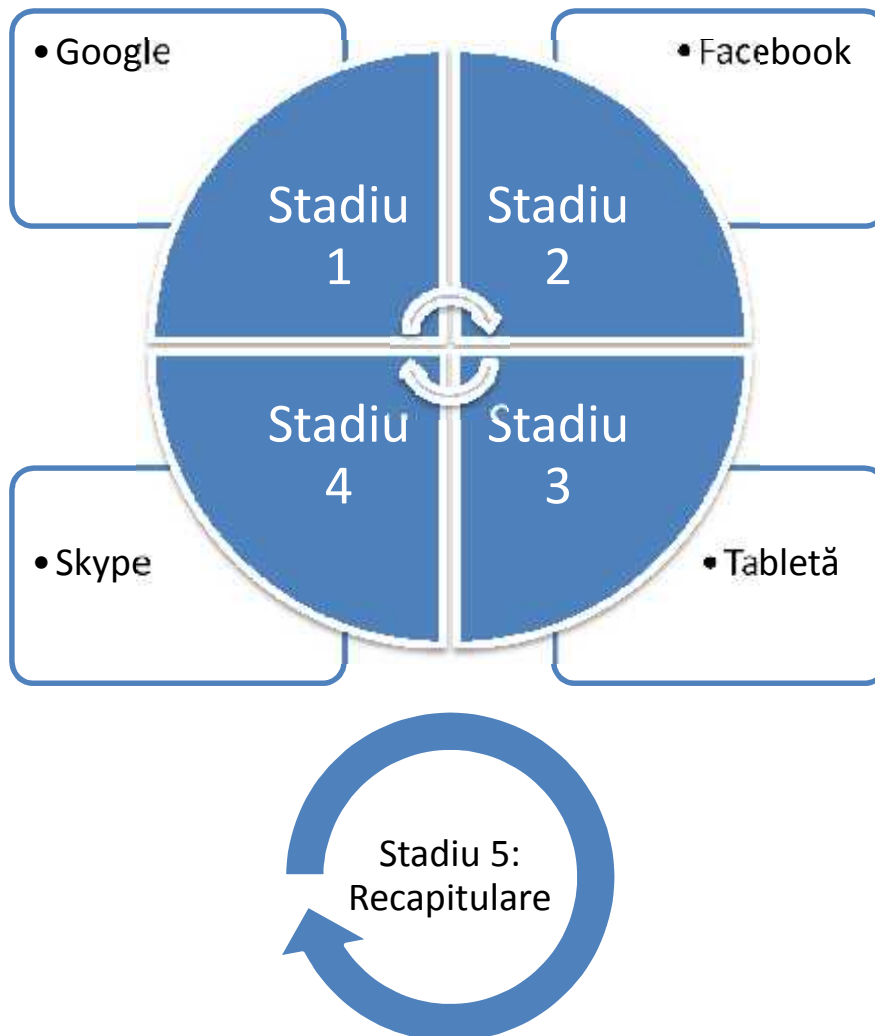 • Google
• Facebook
Stadiu
1
Stadiu
2
Stadiu
4
Stadiu
3
• Skype
• Tabletă
Stadiu 5:
Recapitulare